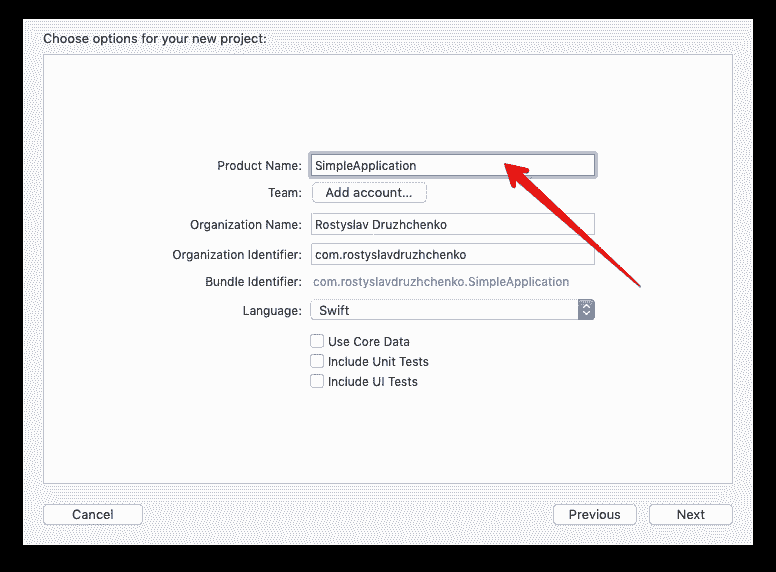 Choose options for your new project:
Product Name: SimpleApplication
Team: Add account...
Organization Name: Rostyslav Druzhchenko
Organization Identifier: com.rostyslavdruzhchenko
Bundle Identifier: com.rostyslavdruzhchenko.SimpleApplication
Language: Swift
Use Core Data
Include Unit Tests
Include UI Tests
Cancel Previous Next